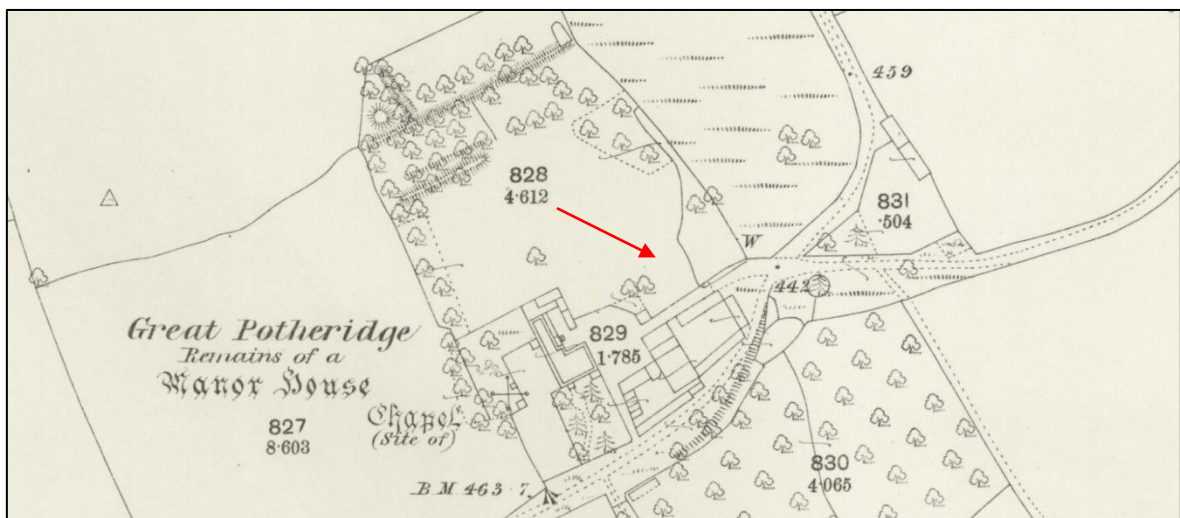 459
828
4·612
831
·504
W
442
Great Potheridge
Remains of a
Manor House
829
1·785
Chapel
(Site of)
827
8·603
830
4·065
B M 463·7